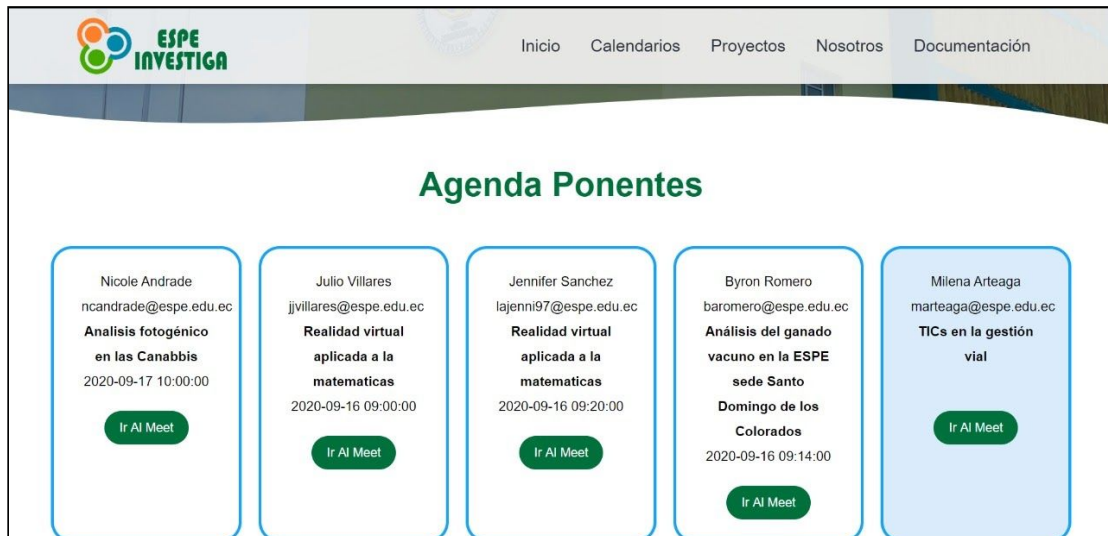 ESPE
INVESTIGA
Inicio Calendarios Proyectos Nosotros Documentación
Agenda Ponentes
Nicole Andrade
ncandrade@espe.edu.ec
Analisis fotogénico
en las Canabbis
2020-09-17 10:00:00
Ir Al Meet
Julio Villares
jjvillares@espe.edu.ec
Realidad virtual
aplicada a la
matematicas
2020-09-16 09:00:00
Ir Al Meet
Jennifer Sanchez
lajenni97@espe.edu.ec
Realidad virtual
aplicada a la
matematicas
2020-09-16 09:20:00
Ir Al Meet
Byron Romero
baromero@espe.edu.ec
Análisis del ganado
vacuno en la ESPE
sede Santo
Domingo de los
Colorados
2020-09-16 09:14:00
Ir Al Meet
Milena Arteaga
marteaga@espe.edu.ec
TICs en la gestión
vial
Ir Al Meet